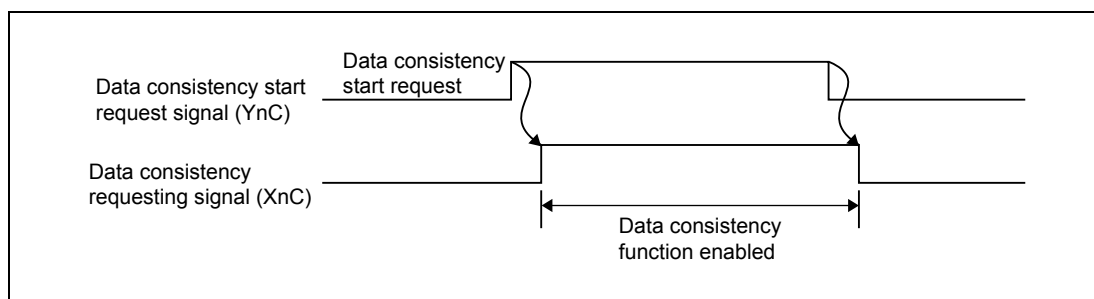 Data consistency
start request
Data consistency start
request signal (YnC)
Data consistency
requesting signal (XnC)
Data consistency
function enabled